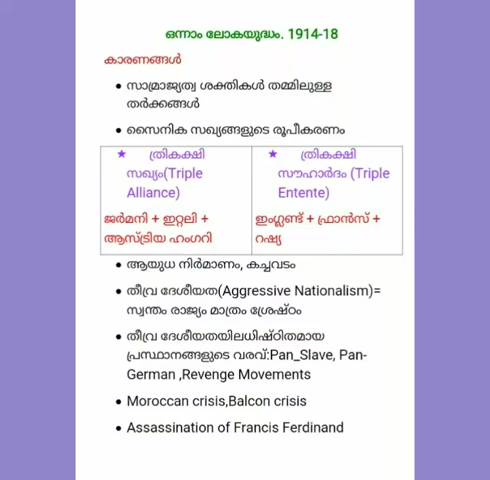 ഒന്നാം ലോകയുദ്ധം. 1914-18
കാരണങ്ങൾ
• സാമ്രാജ്യത്വ ശക്തികൾ തമ്മിലുള്ള
തർക്കങ്ങൾ
• സൈനിക സഖ്യങ്ങളുടെ രൂപീകരണം
★ ത്രികക്ഷി
സഖ്യം(Triple
Alliance)
ജർമനി + ഇറ്റലി +
ആസ്ട്രിയ ഹംഗറി
★ ത്രികക്ഷി
സൗഹാർദം (Triple
Entente)
ഇംഗ്ലണ്ട് + ഫ്രാൻസ് +
റഷ്യ
• ആയുധ നിർമാണം, കച്ചവടം
• തീവ്ര ദേശീയത(Aggressive Nationalism)=
സ്വന്തം രാജ്യം മാത്രം ശ്രേഷ്ഠം
• തീവ്ര ദേശീയതയിലധിഷ്ഠിതമായ
പ്രസ്ഥാനങ്ങളുടെ വരവ്:Pan_Slave, Pan-
German ,Revenge Movements
• Moroccan crisis,Balcon crisis
• Assassination of Francis Ferdinand